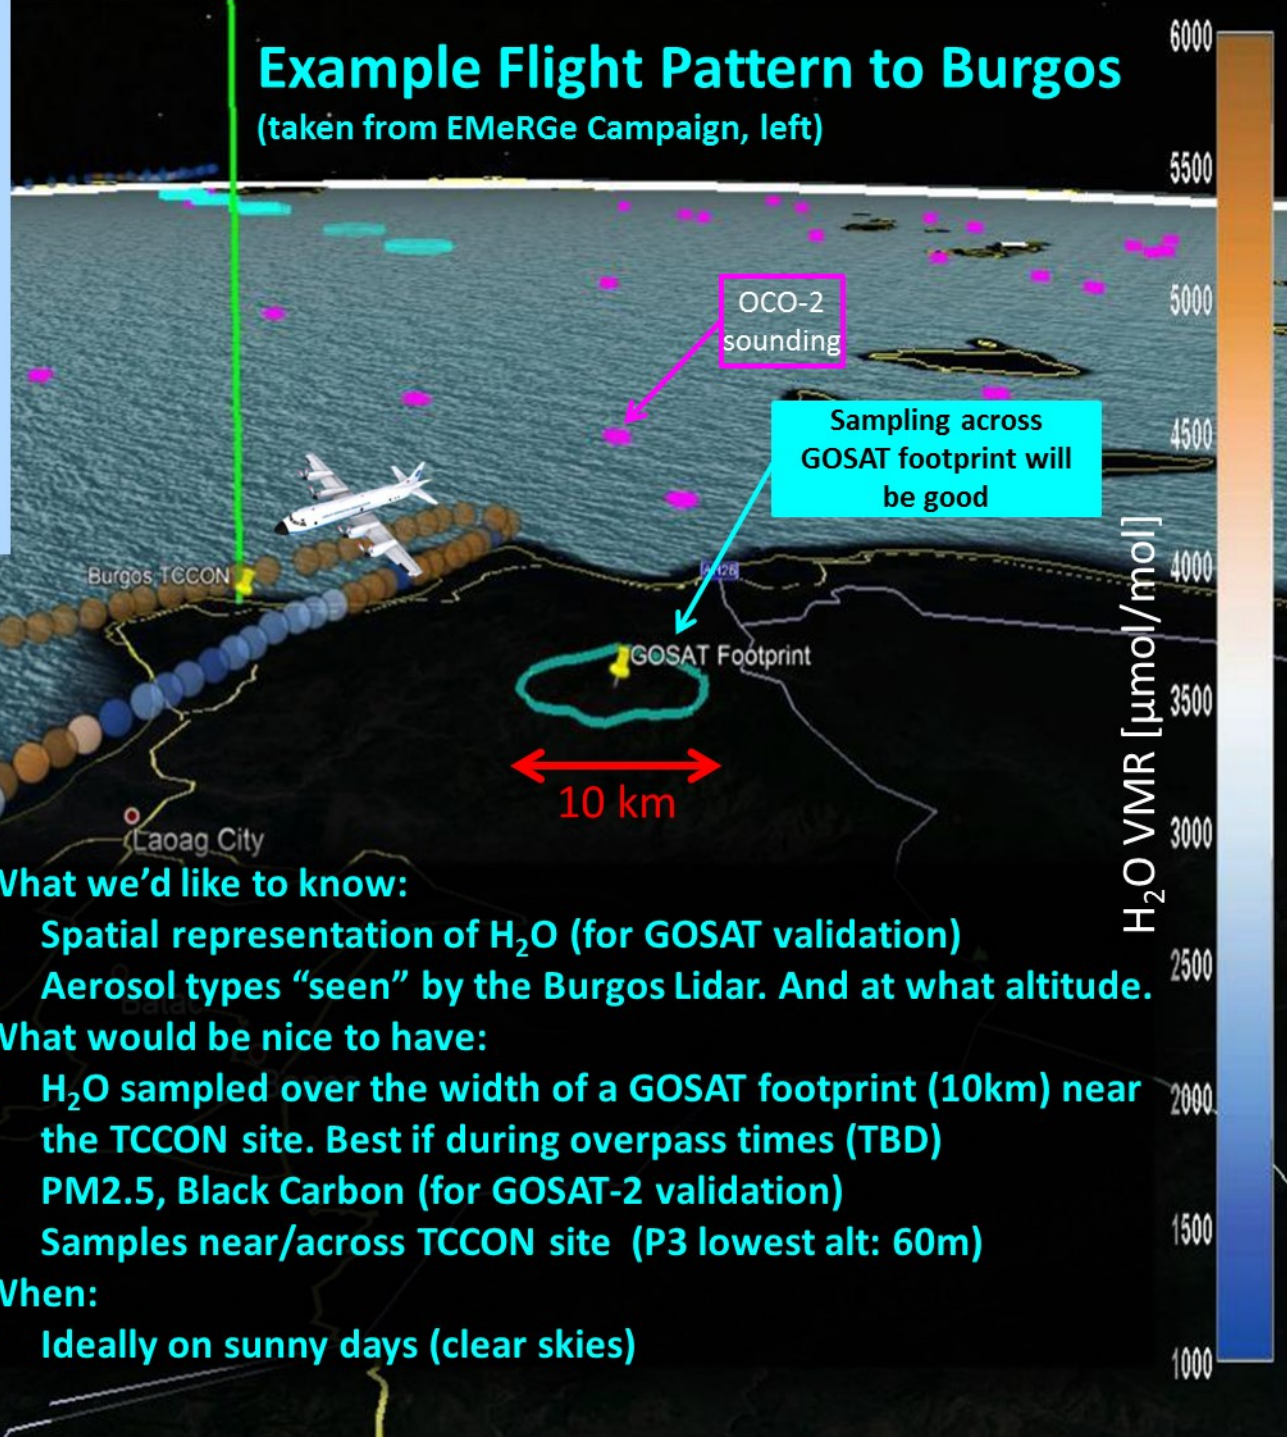 Example Flight Pattern to Burgos
(taken from EMeRGe Campaign, left)
6000
5500
5000
4500
4000
3500
3000
2500
2000
1500
1000
H₂O VMR [µmol/mol]
OCO-2
sounding
Sampling across
GOSAT footprint will
be good
Burgos TCCON
GOSAT Footprint
10 km
Laoag City
What we’d like to know:
Spatial representation of H₂O (for GOSAT validation)
Aerosol types “seen” by the Burgos Lidar. And at what altitude.
What would be nice to have:
H₂O sampled over the width of a GOSAT footprint (10km) near
the TCCON site. Best if during overpass times (TBD)
PM2.5, Black Carbon (for GOSAT-2 validation)
Samples near/across TCCON site (P3 lowest alt: 60m)
When:
Ideally on sunny days (clear skies)